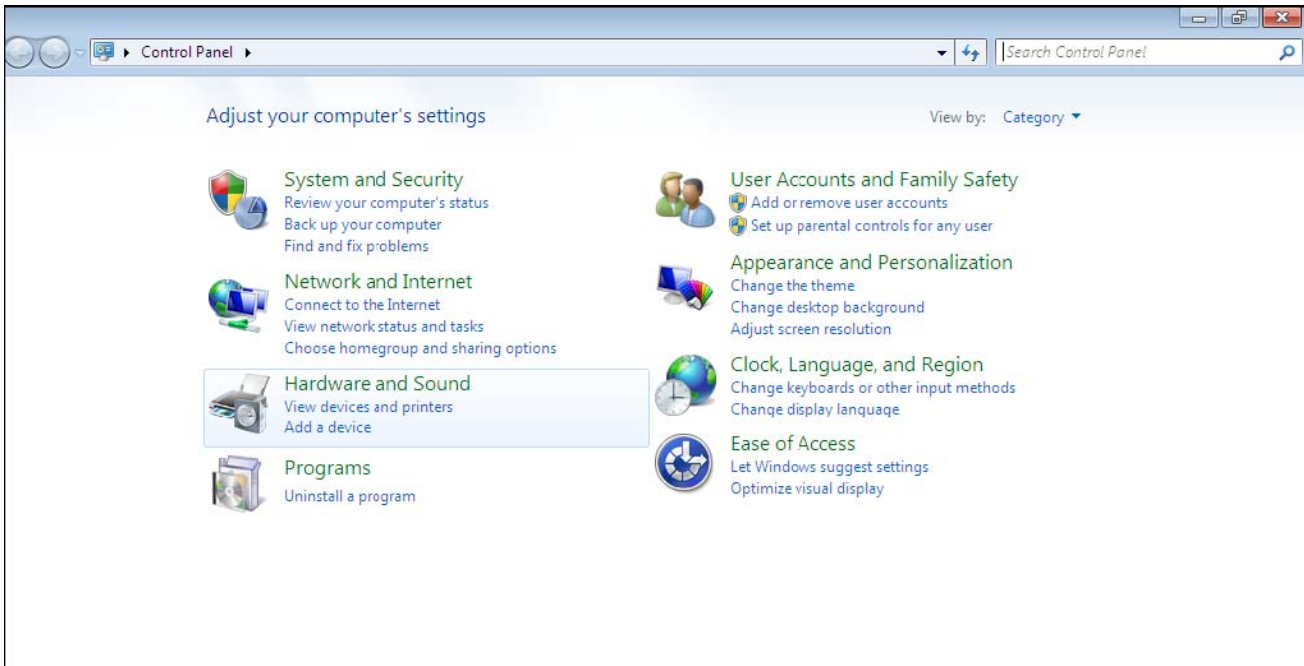 Control Panel
Search Control Panel
Adjust your computer's settings
View by: Category
System and Security
Review your computer's status
Back up your computer
Find and fix problems
Network and Internet
Connect to the Internet
View network status and tasks
Choose homegroup and sharing options
Hardware and Sound
View devices and printers
Add a device
Programs
Uninstall a program
User Accounts and Family Safety
Add or remove user accounts
Set up parental controls for any user
Appearance and Personalization
Change the theme
Change desktop background
Adjust screen resolution
Clock, Language, and Region
Change keyboards or other input methods
Change display language
Ease of Access
Let Windows suggest settings
Optimize visual display